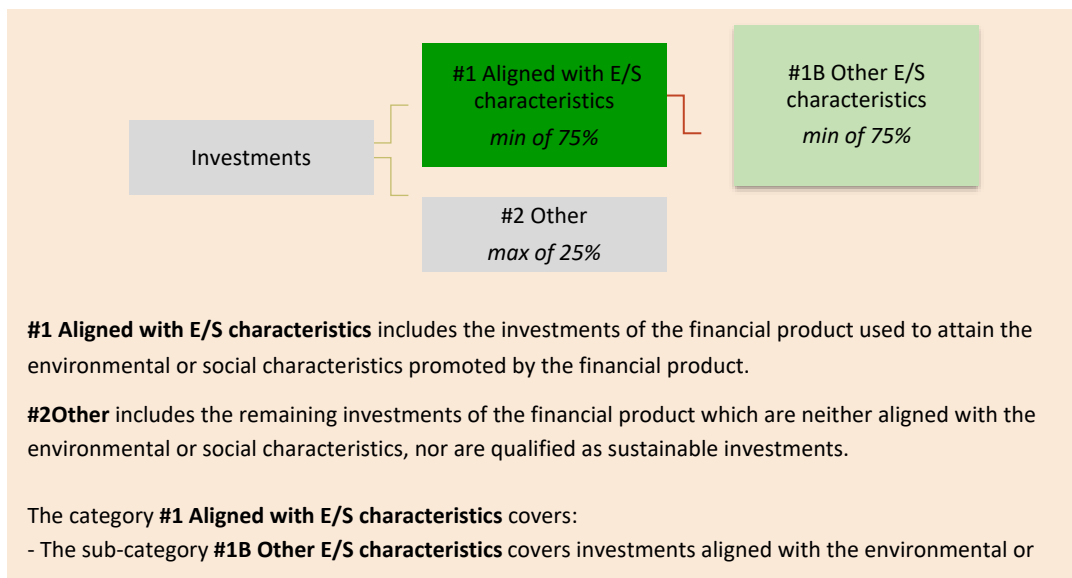 #1 Aligned with E/S
characteristics
min of 75%
#1B Other E/S
characteristics
min of 75%
Investments
#2 Other
max of 25%
#1 Aligned with E/S characteristics includes the investments of the financial product used to attain the
environmental or social characteristics promoted by the financial product.
#2Other includes the remaining investments of the financial product which are neither aligned with the
environmental or social characteristics, nor are qualified as sustainable investments.
The category #1 Aligned with E/S characteristics covers:
- The sub-category #1B Other E/S characteristics covers investments aligned with the environmental or